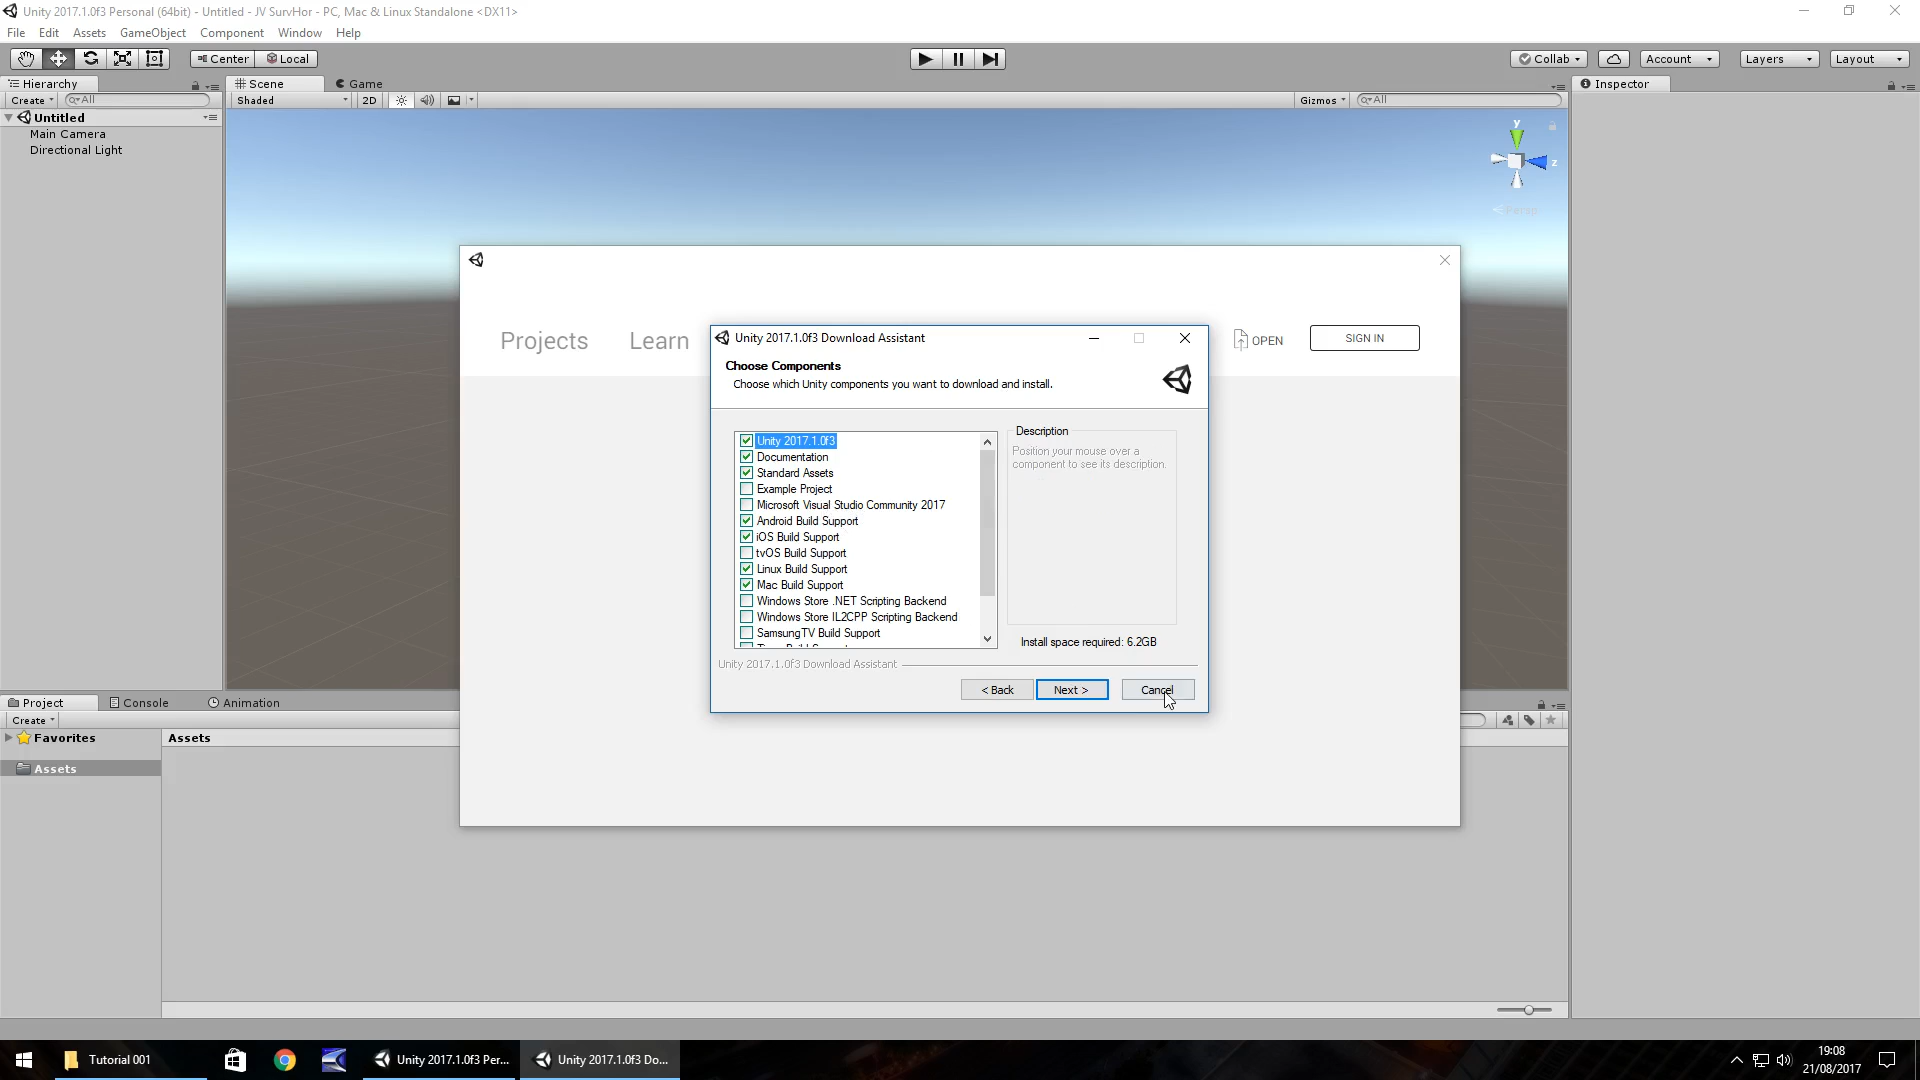 Unity 2017.1.0f3 Personal (64bit) - Untitled - JV SurvHor - PC, Mac & Linux Standalone <DX11>
File Edit Assets GameObject Component Window Help
Center Local Collab Account Layers Layout
Hierarchy Scene Game Inspector
Create All Shaded 2D Gizmos All
Untitled
Main Camera
Directional Light
y
z
Persp
Projects Learn OPEN SIGN IN
Unity 2017.1.0f3 Download Assistant
Choose Components
Choose which Unity components you want to download and install.
Unity 2017.1.0f3
Documentation
Standard Assets
Example Project
Microsoft Visual Studio Community 2017
Android Build Support
iOS Build Support
tvOS Build Support
Linux Build Support
Mac Build Support
Windows Store .NET Scripting Backend
Windows Store IL2CPP Scripting Backend
SamsungTV Build Support
Description
Position your mouse over a
component to see its description.
Install space required: 6.2GB
Unity 2017.1.0f3 Download Assistant
< Back Next > Cancel
Project Console Animation
Create
Favorites
Assets
Assets
Tutorial 001 Unity 2017.1.0f3 Per... Unity 2017.1.0f3 Do...
19:08
21/08/2017